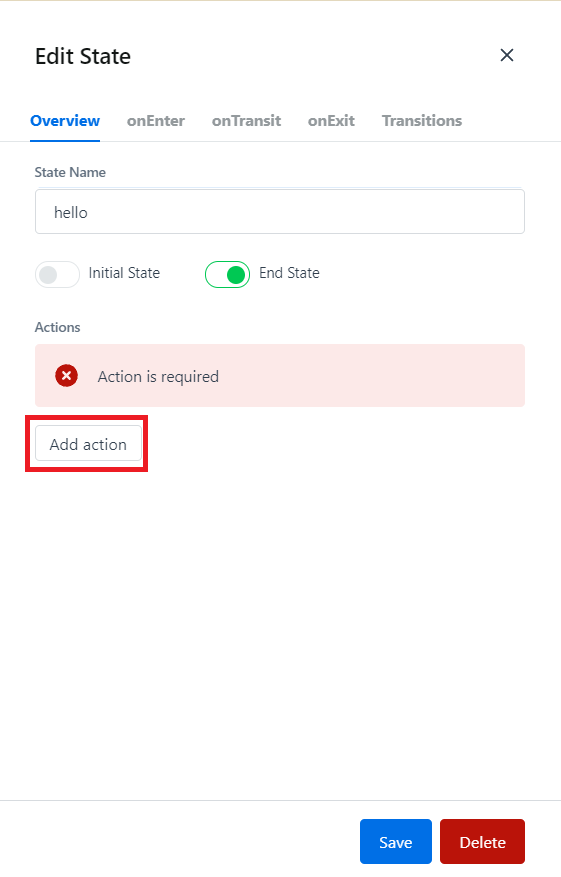 Edit State
Overview onEnter onTransit onExit Transitions
State Name
hello
Initial State End State
Actions
Action is required
Add action
Save Delete